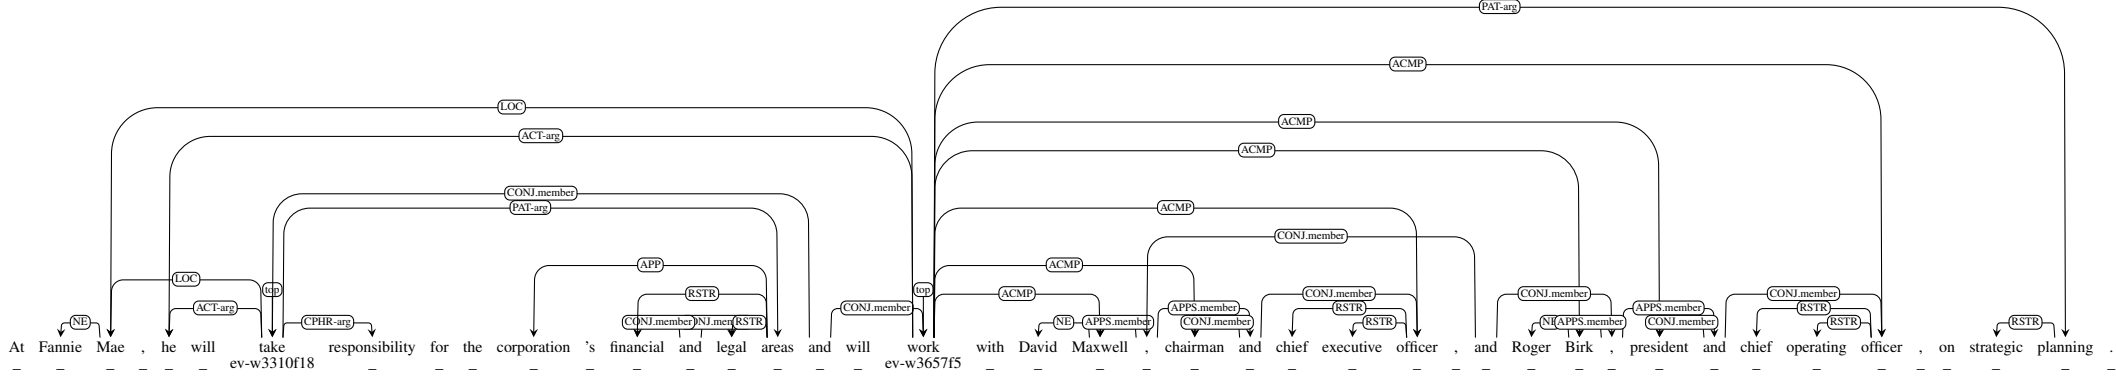 PAT-arg
ACMP
LOC
ACMP
ACT-arg
ACMP
CONJ.member
PAT-arg
ACMP
CONJ.member
APP
ACMP
LOC
top
top
RSTR
ACMP
CONJ.member
CONJ.member
CONJ.member
ACT-arg
CONJ.member
APPS.member
RSTR
APPS.member
RSTR
NE
CPHR-arg
CONJ.member
RSTR
NE
APPS.member
CONJ.member
RSTR
APPS.member
CONJ.member
RSTR
RSTR
At Fannie Mae , he will take responsibility for the corporation 's financial and legal areas and will work with David Maxwell , chairman and chief executive officer , and Roger Birk , president and chief operating officer , on strategic planning .
_ _ _ _ _ _ ev-w3310f18 _ _ _ _ _ _ _ _ _ _ _ ev-w3657f5 _ _ _ _ _ _ _ _ _ _ _ _ _ _ _ _ _ _ _ _ _ _ _ _